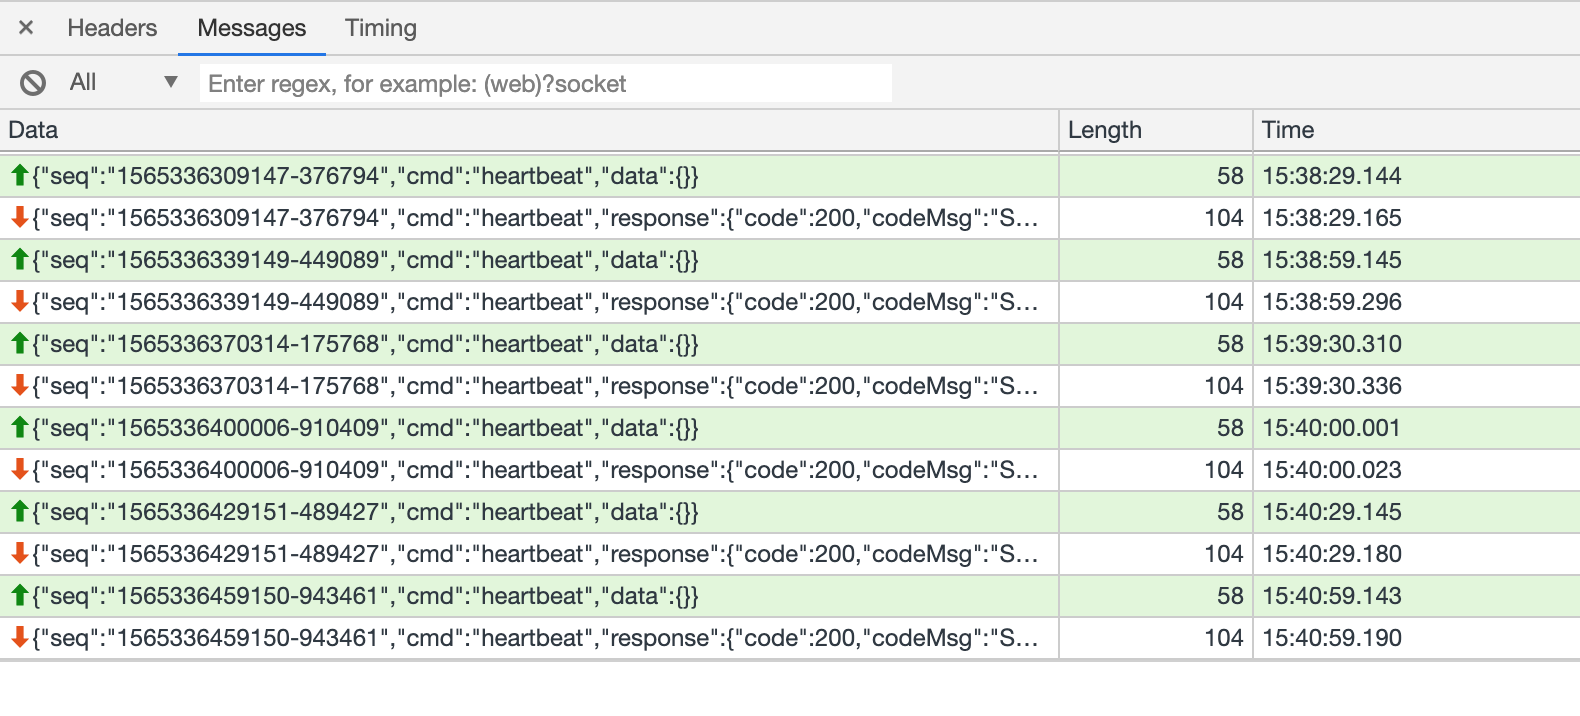 × Headers Messages Timing
All ▼ Enter regex, for example: (web)?socket
Data Length Time
{"seq":"1565336309147-376794","cmd":"heartbeat","data":{}} 58 15:38:29.144
{"seq":"1565336309147-376794","cmd":"heartbeat","response":{"code":200,"codeMsg":"S... 104 15:38:29.165
{"seq":"1565336339149-449089","cmd":"heartbeat","data":{}} 58 15:38:59.145
{"seq":"1565336339149-449089","cmd":"heartbeat","response":{"code":200,"codeMsg":"S... 104 15:38:59.296
{"seq":"1565336370314-175768","cmd":"heartbeat","data":{}} 58 15:39:30.310
{"seq":"1565336370314-175768","cmd":"heartbeat","response":{"code":200,"codeMsg":"S... 104 15:39:30.336
{"seq":"1565336400006-910409","cmd":"heartbeat","data":{}} 58 15:40:00.001
{"seq":"1565336400006-910409","cmd":"heartbeat","response":{"code":200,"codeMsg":"S... 104 15:40:00.023
{"seq":"1565336429151-489427","cmd":"heartbeat","data":{}} 58 15:40:29.145
{"seq":"1565336429151-489427","cmd":"heartbeat","response":{"code":200,"codeMsg":"S... 104 15:40:29.180
{"seq":"1565336459150-943461","cmd":"heartbeat","data":{}} 58 15:40:59.143
{"seq":"1565336459150-943461","cmd":"heartbeat","response":{"code":200,"codeMsg":"S... 104 15:40:59.190